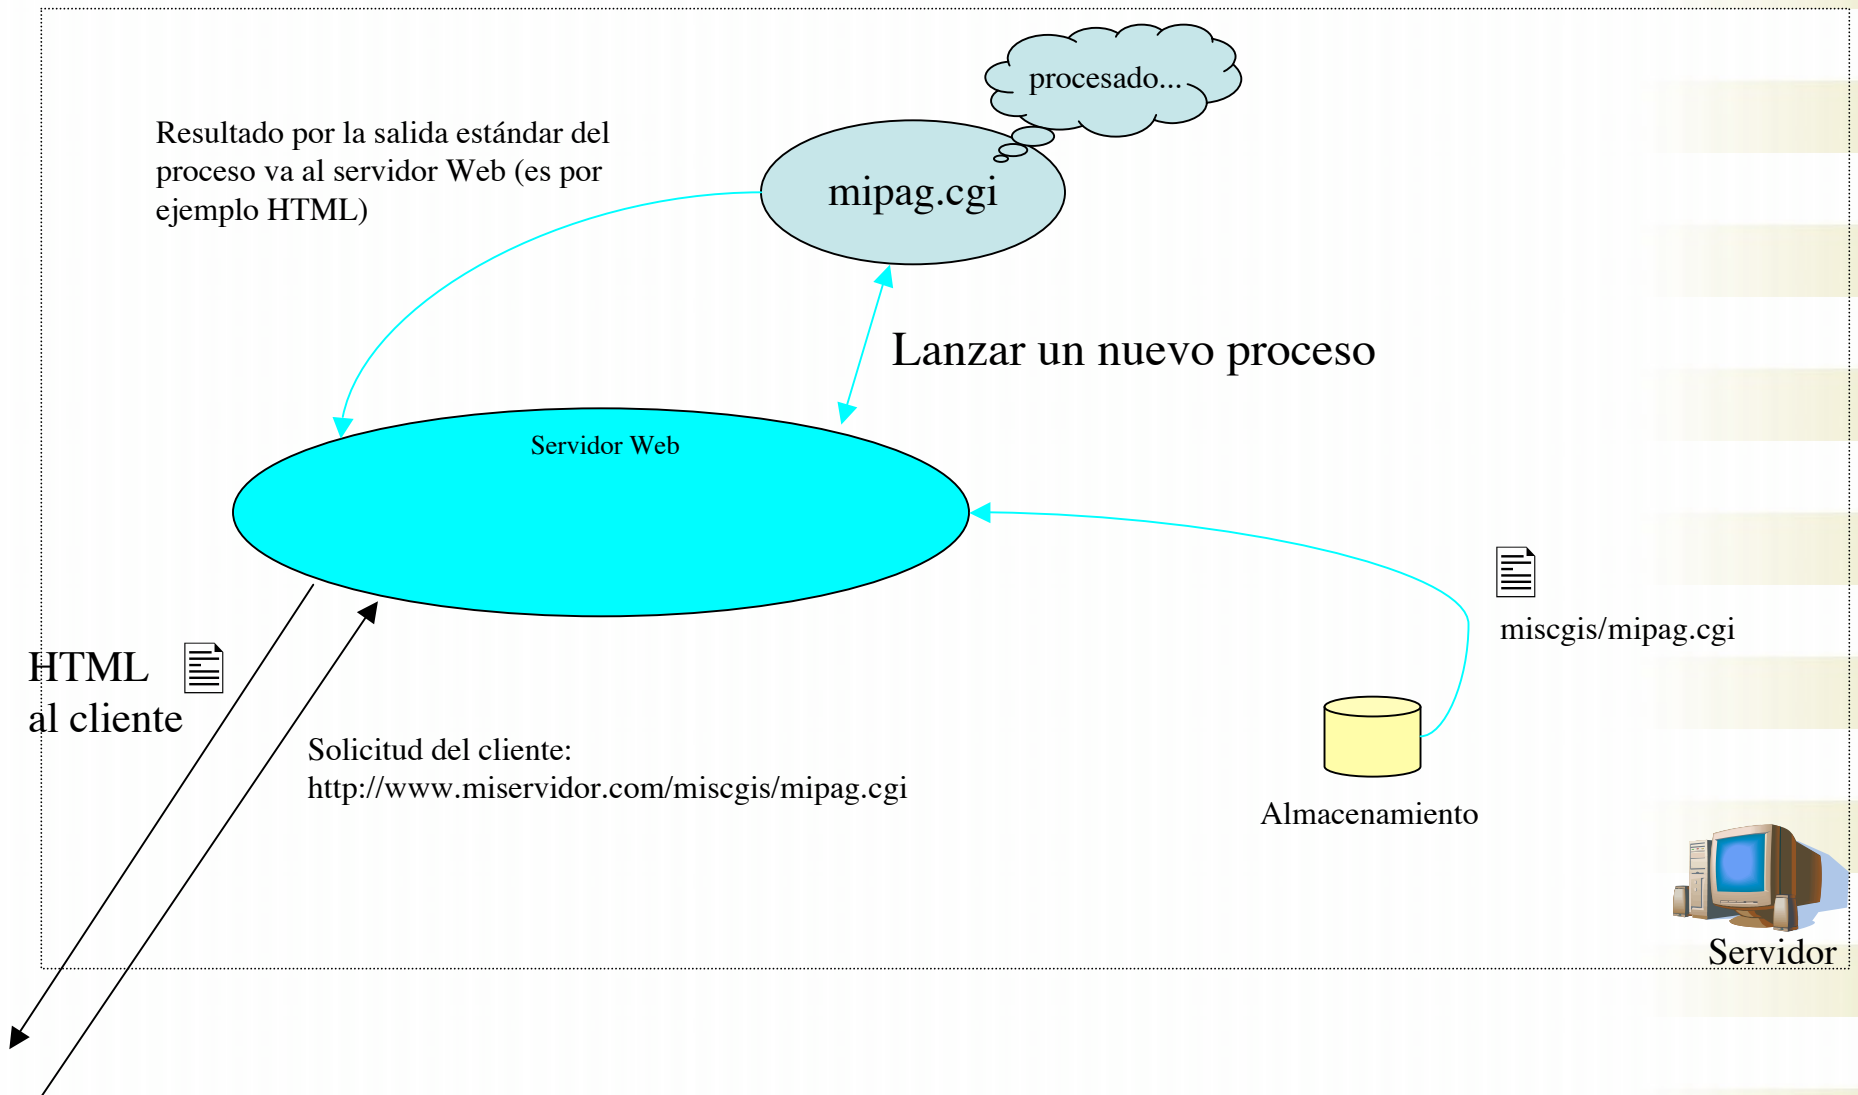 procesado...
Resultado por la salida estándar del
proceso va al servidor Web (es por
ejemplo HTML)
mipag.cgi
Lanzar un nuevo proceso
Servidor Web
miscgis/mipag.cgi
HTML
al cliente
Solicitud del cliente:
http://www.miservidor.com/miscgis/mipag.cgi
Almacenamiento
Servidor